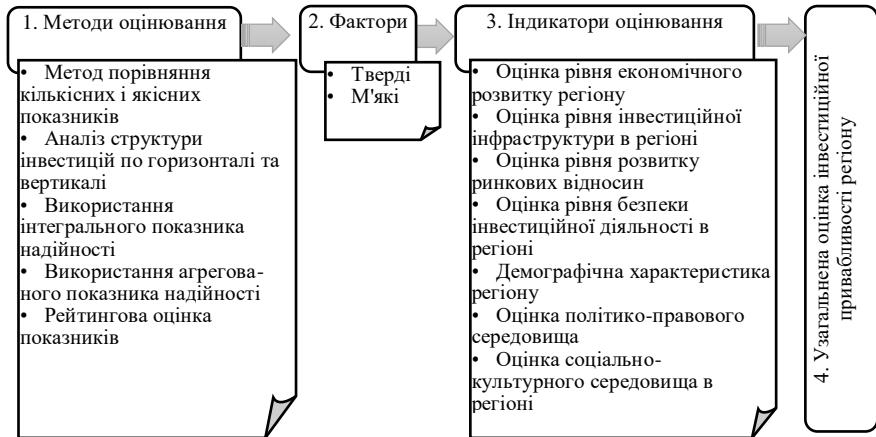 1. Методи оцінювання
• Метод порівняння
кількісних і якісних
показників
• Аналіз структури
інвестицій по горизонталі та
вертикалі
• Використання
інтегрального показника
надійності
• Використання агрегова-
ного показника надійності
• Рейтингова оцінка
показників
2. Фактори
• Тверді
• М'які
3. Індикатори оцінювання
• Оцінка рівня економічного
розвитку регіону
• Оцінка рівня інвестиційної
інфраструктури в регіоні
• Оцінка рівня розвитку
ринкових відносин
• Оцінка рівня безпеки
інвестиційної діяльності в
регіоні
• Демографічна характеристика
регіону
• Оцінка політико-правового
середовища
• Оцінка соціально-
культурного середовища в
регіоні
4. Узагальнена оцінка інвестиційної
привабливості регіону